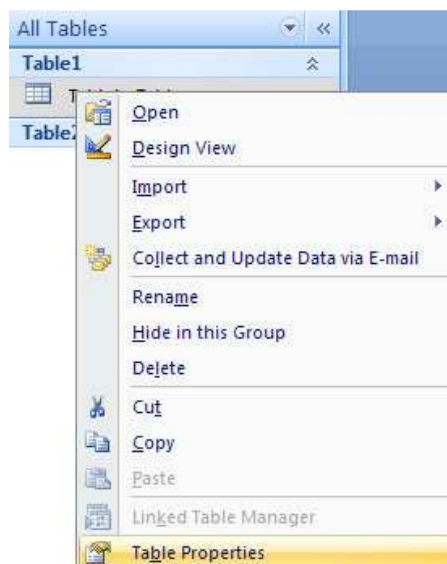 All Tables
Table1
Open
Design View
Import
Export
Collect and Update Data via E-mail
Rename
Hide in this Group
Delete
Cut
Copy
Paste
Linked Table Manager
Table Properties